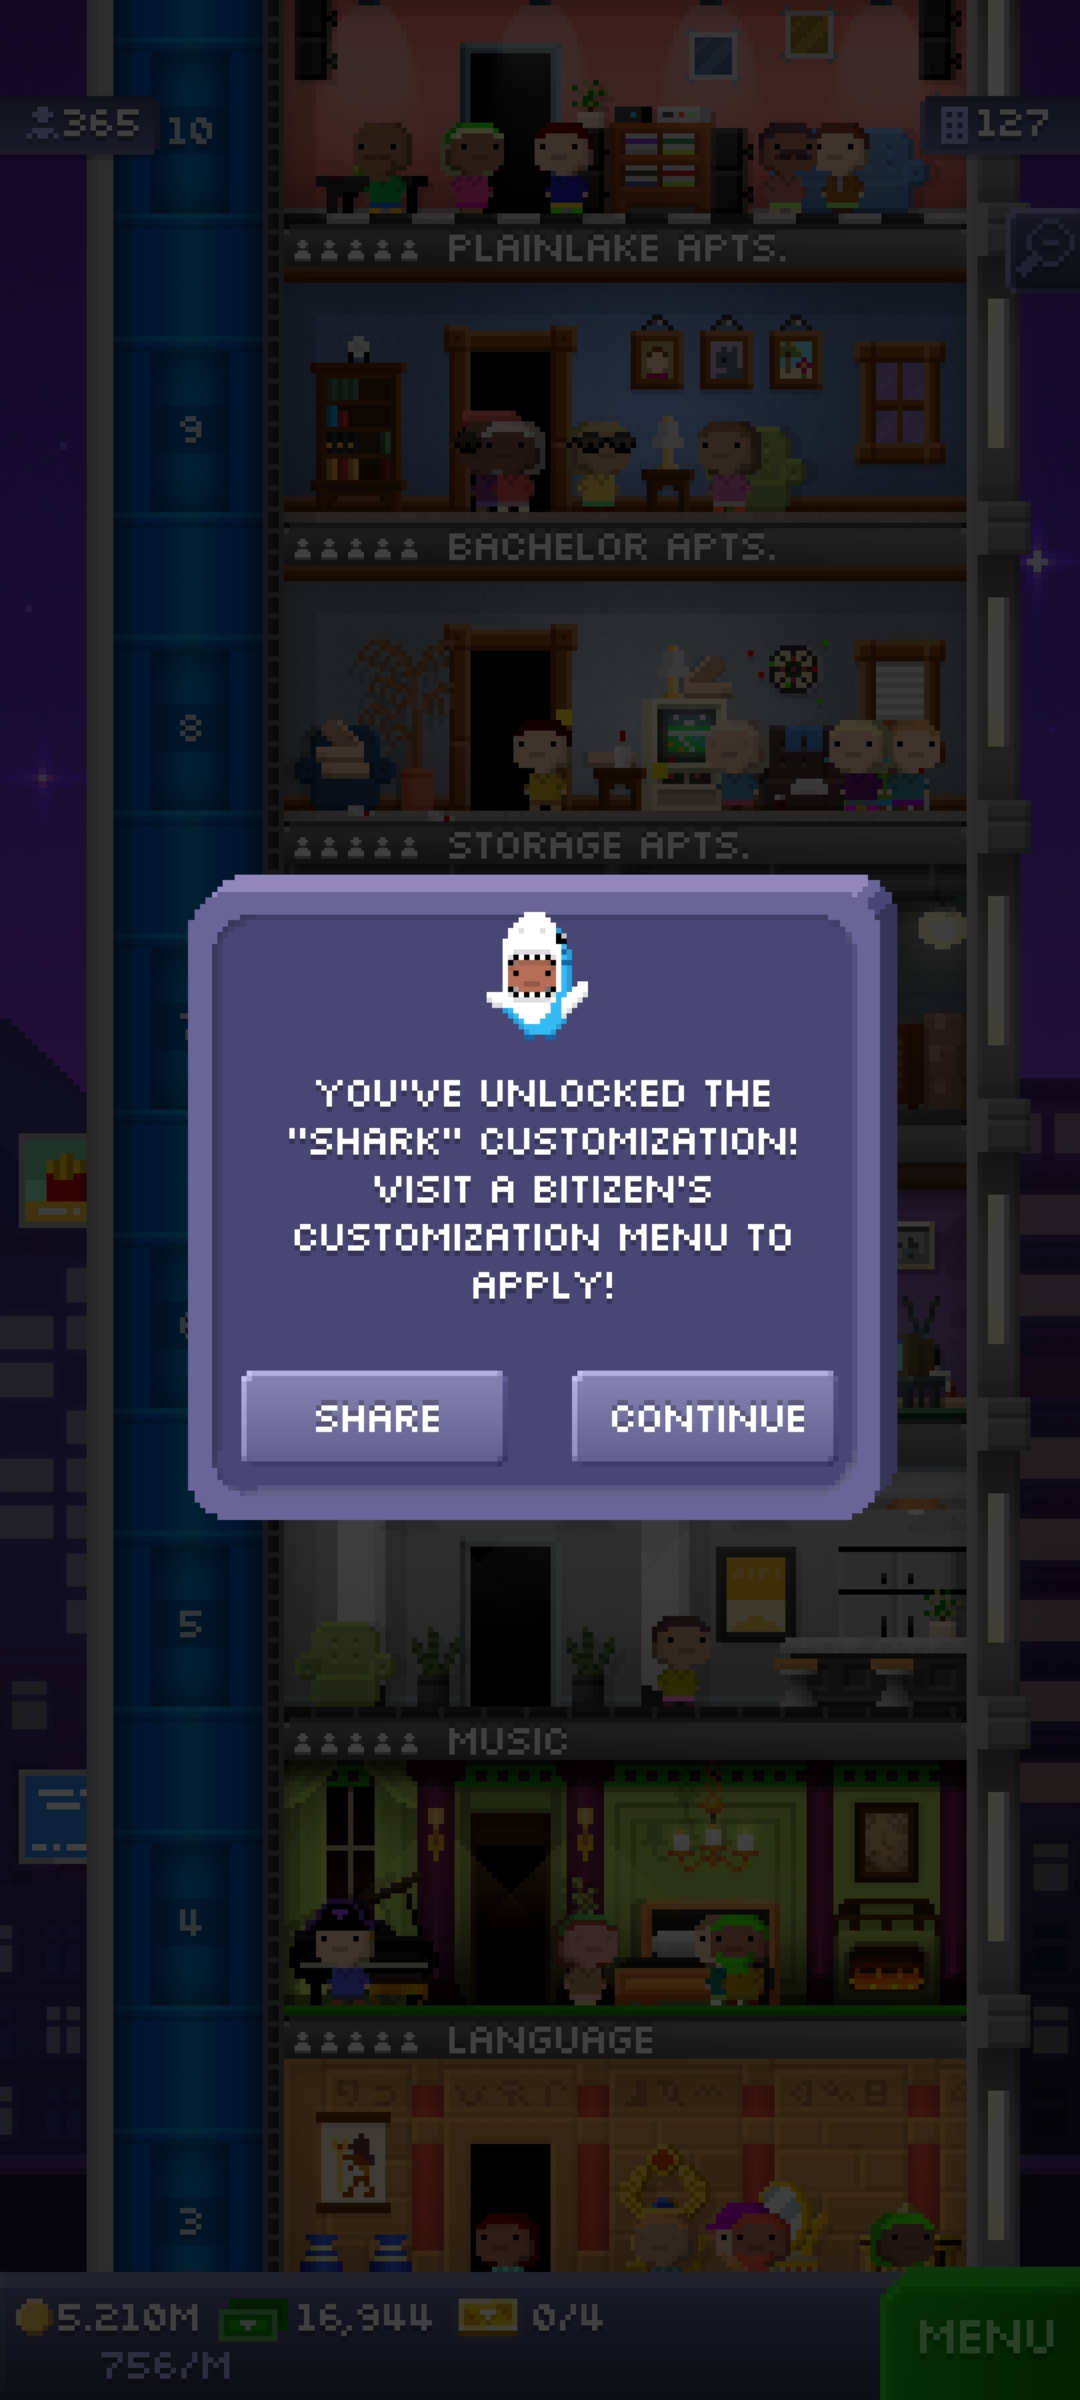 365
10
127
PLAINLAKE APTS.
9
BACHELOR APTS.
8
STORAGE APTS.
YOU'VE UNLOCKED THE
"SHARK" CUSTOMIZATION!
VISIT A BITIZEN'S
CUSTOMIZATION MENU TO
APPLY!
SHARE
CONTINUE
5
MUSIC
4
LANGUAGE
3
5.210M
16,944
0/4
756/M
MENU